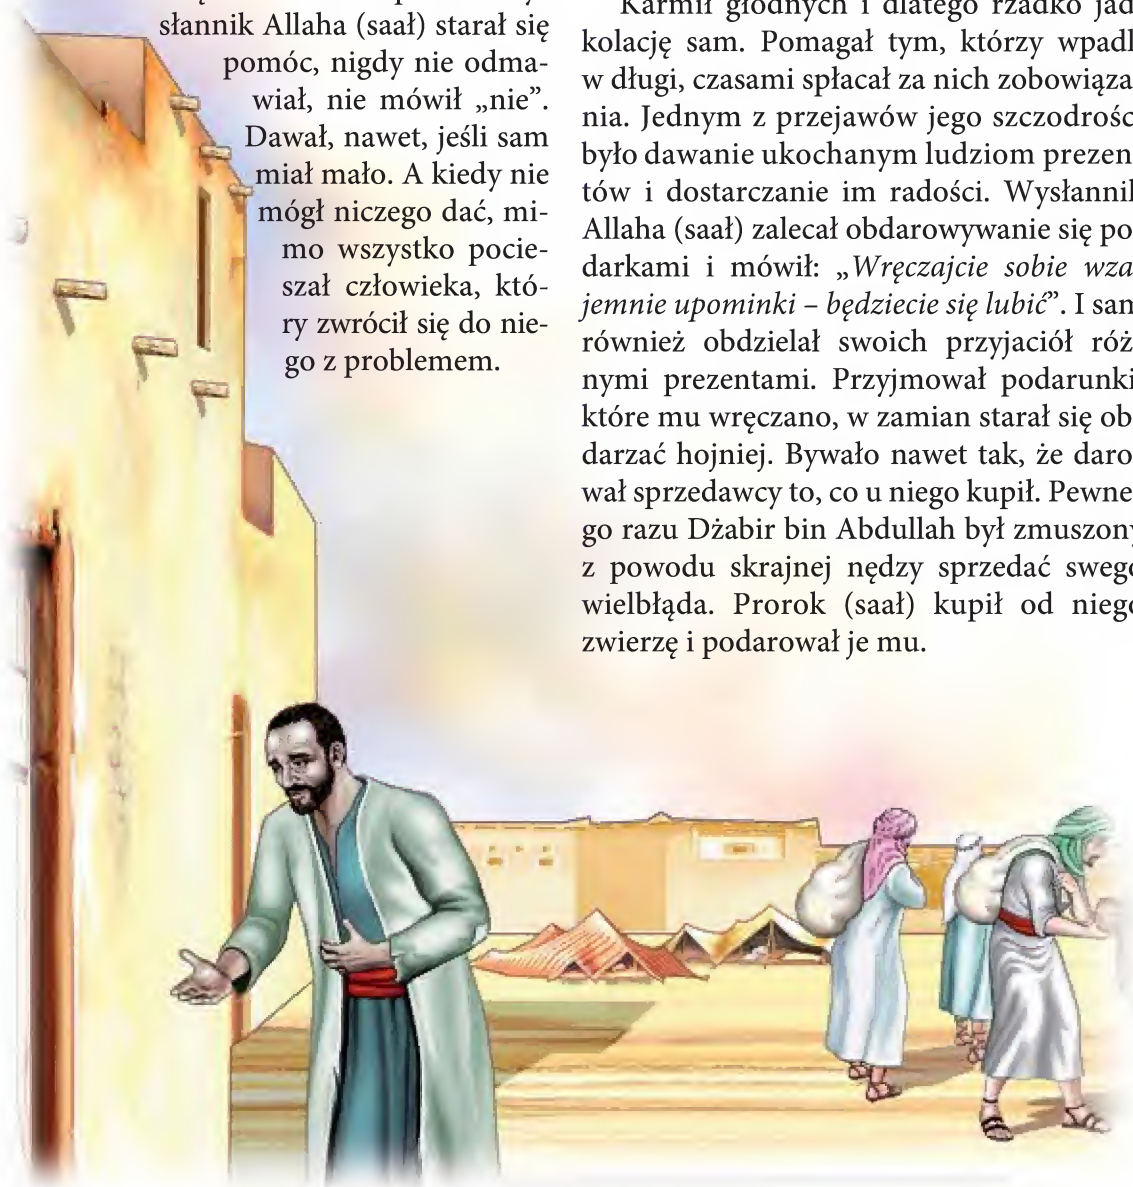 słannik Allaha (saał) starał się
pomóc, nigdy nie odma-
wiał, nie mówił „nie”.
Dawał, nawet, jeśli sam
miał mało. A kiedy nie
mógł niczego dać, mi-
mo wszystko pocie-
szał człowieka, któ-
ry zwrócił się do nie-
go z problemem.
Karmił głodnych i dlatego rzadko jad
kolację sam. Pomagał tym, którzy wpadl
w długi, czasami spłacał za nich zobowiąza
nia. Jednym z przejawów jego szczodrośc
było dawanie ukochanym ludziom prezen
tów i dostarczanie im radości. Wysłannik
Allaha (saał) zalecał obdarowywanie się po
darkami i mówił: „Wręczajcie sobie wza
jemnie upominki – będziecie się lubić”. I sam
również obdzielał swoich przyjaciół róż
nymi prezentami. Przyjmował podarunki
które mu wręczano, w zamian starał się ob
darzać hojniej. Bywało nawet tak, że daro
wał sprzedawcy to, co u niego kupił. Pewne
go razu Dżabir bin Abdullah był zmuszony
z powodu skrajnej nędzy sprzedać swego
wielbłąda. Prorok (saał) kupił od niego
zwierzę i podarował je mu.